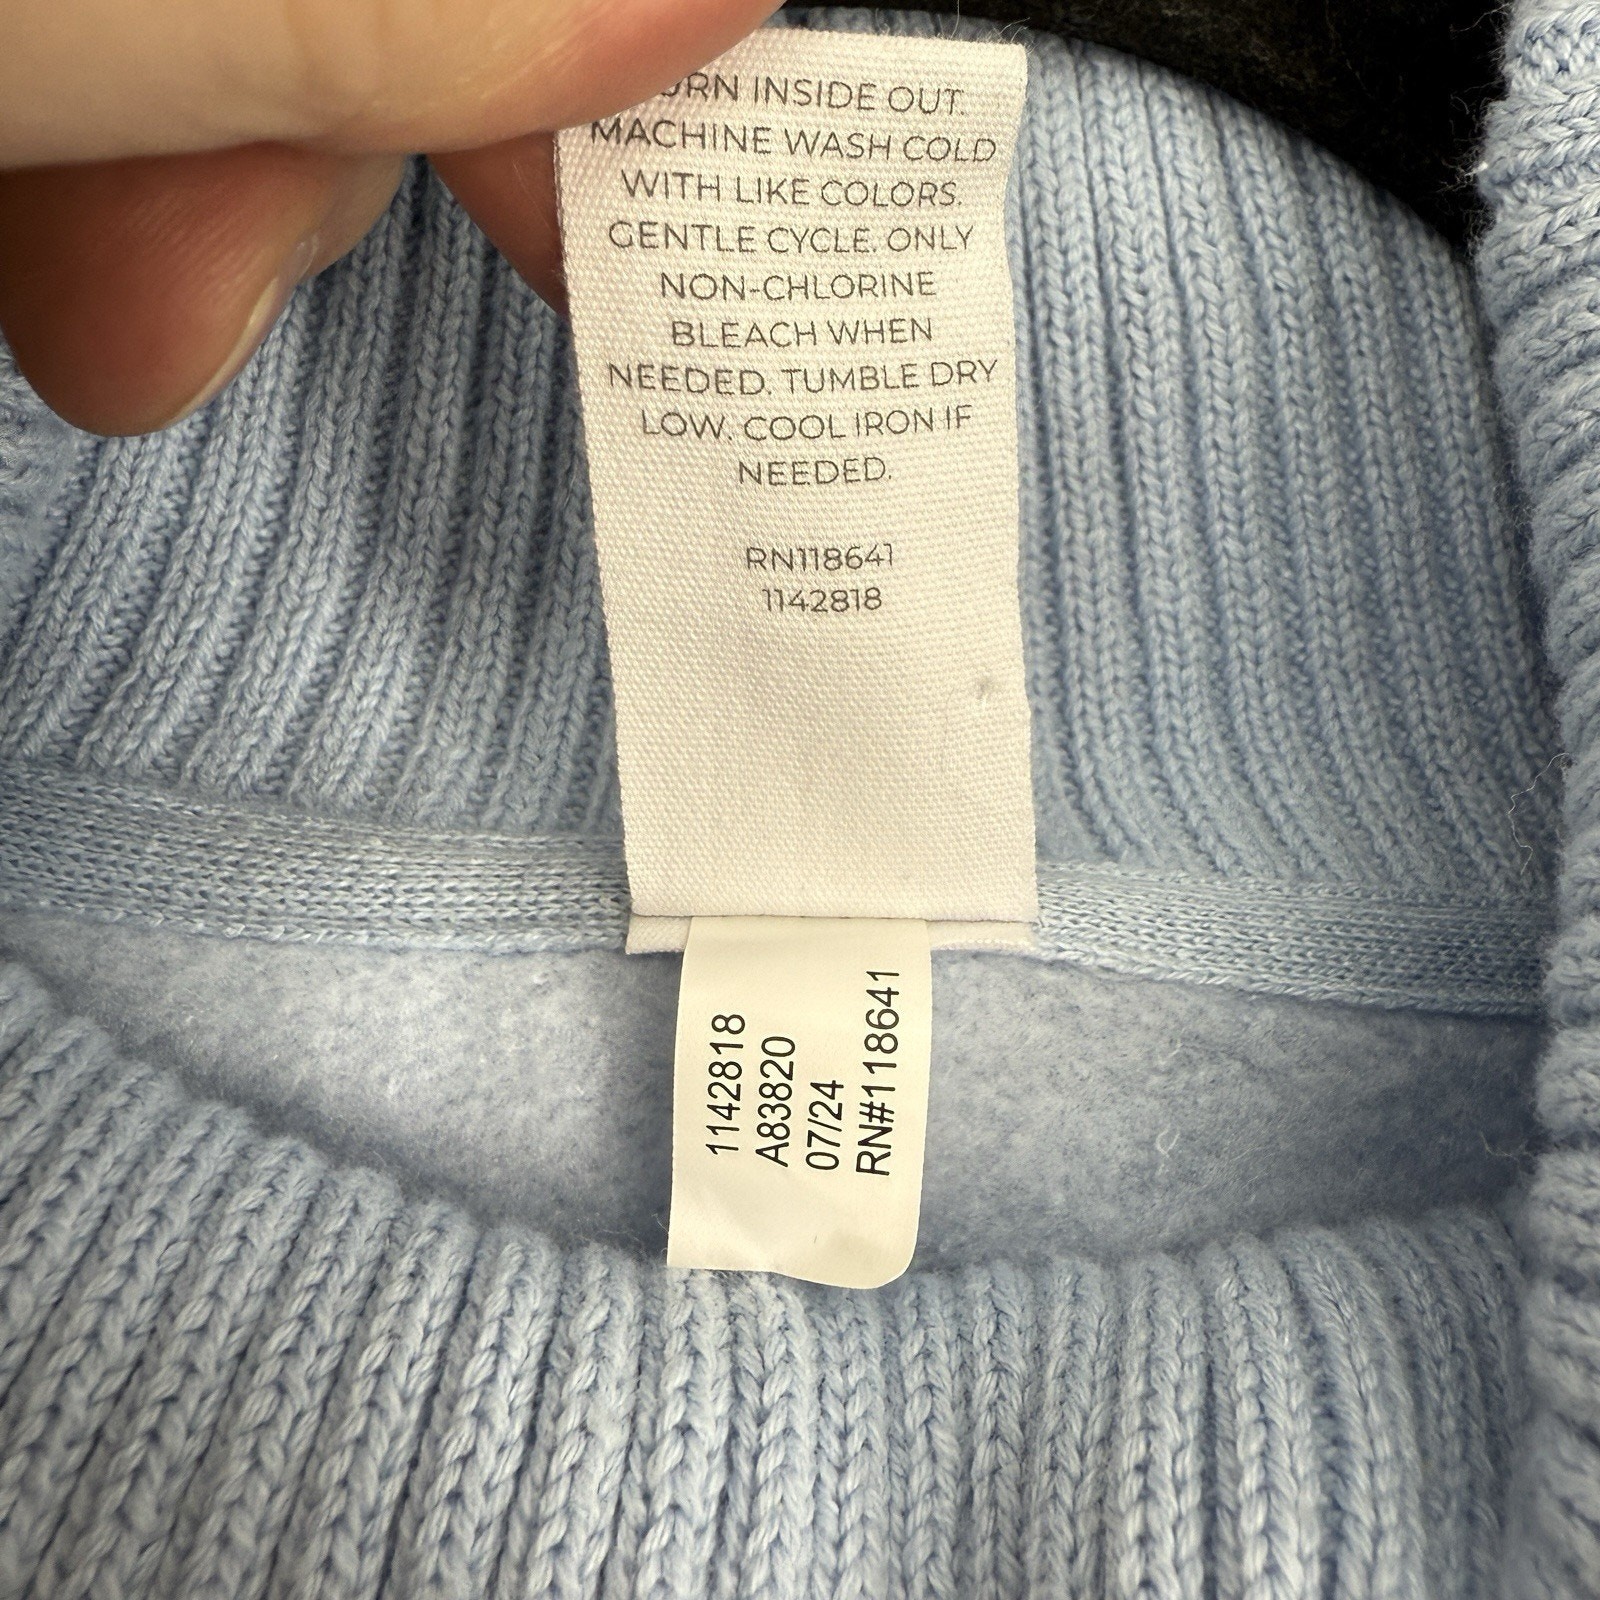 INSIDE OUT.
MACHINE WASH COLD
WITH LIKE COLORS.
GENTLE CYCLE. ONLY
NON-CHLORINE
BLEACH WHEN
NEEDED. TUMBLE DRY
LOW. COOL IRON IF
NEEDED.
RN118641
1142818
1142818
A83820
07/24
RN#118641